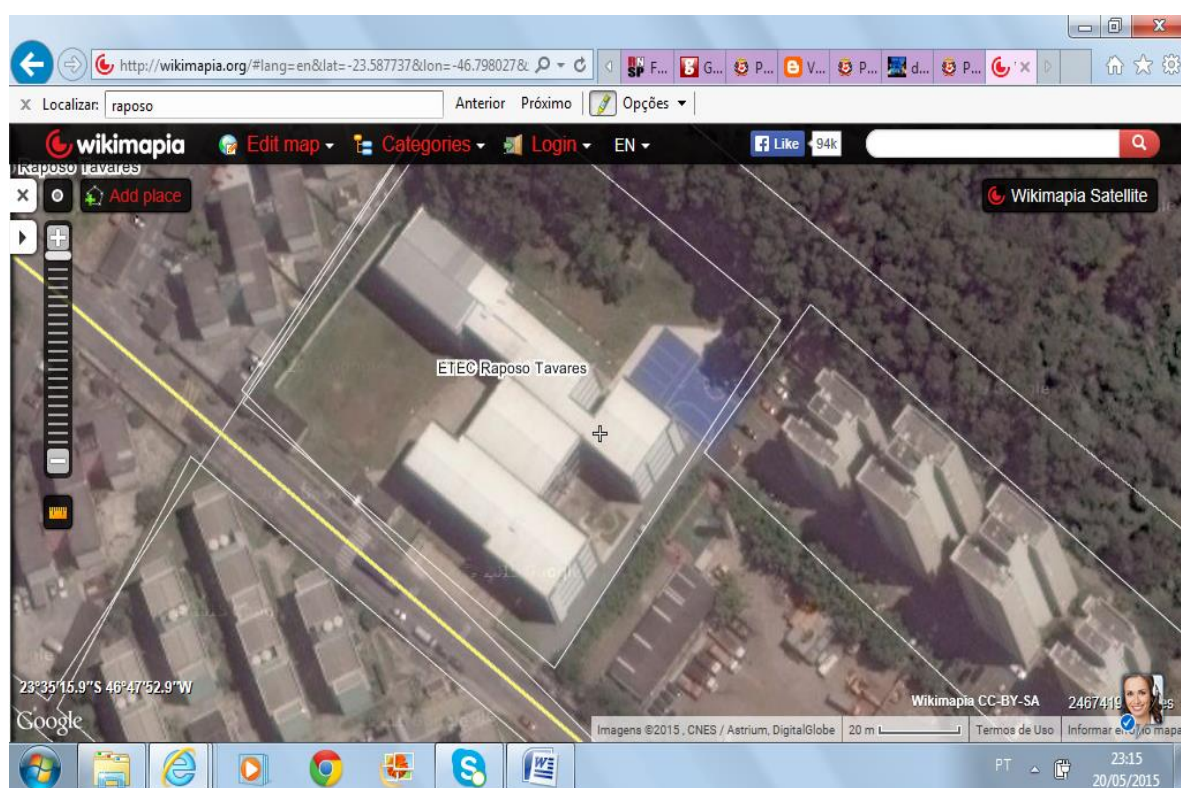 http://wikimapia.org/#lang=en&lat=-23.587737&lon=-46.798027&
F...
G...
P...
V...
P...
d...
P...
x Localizar: raposo Anterior Próximo Opções
wikimapia Edit map Categories Login EN Like 94k
Raposo Tavares
Add place
Wikimapia Satellite
ETEC Raposo Tavares
23°35'15.9"S 46°47'52.9"W
Wikimapia CC-BY-SA
Google
Imagens ©2015, CNES / Astrium, DigitalGlobe 20 m Termos de Uso
PT 23:15
20/05/2015